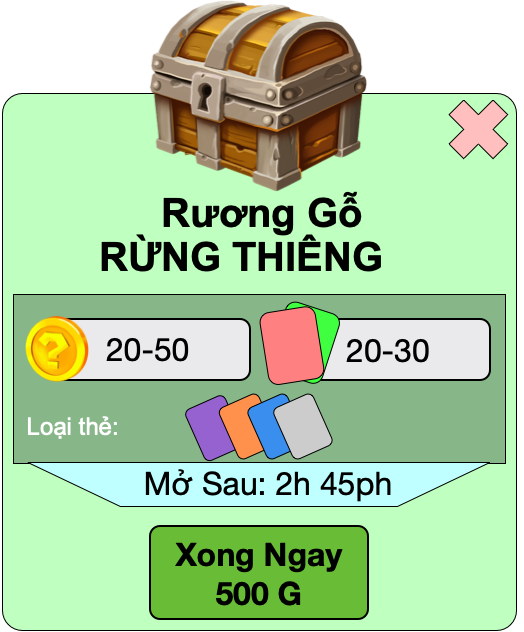 Rương Gỗ
RỪNG THIÊNG
20-50
20-30
Loại thẻ:
Mở Sau: 2h 45ph
Xong Ngay
500 G